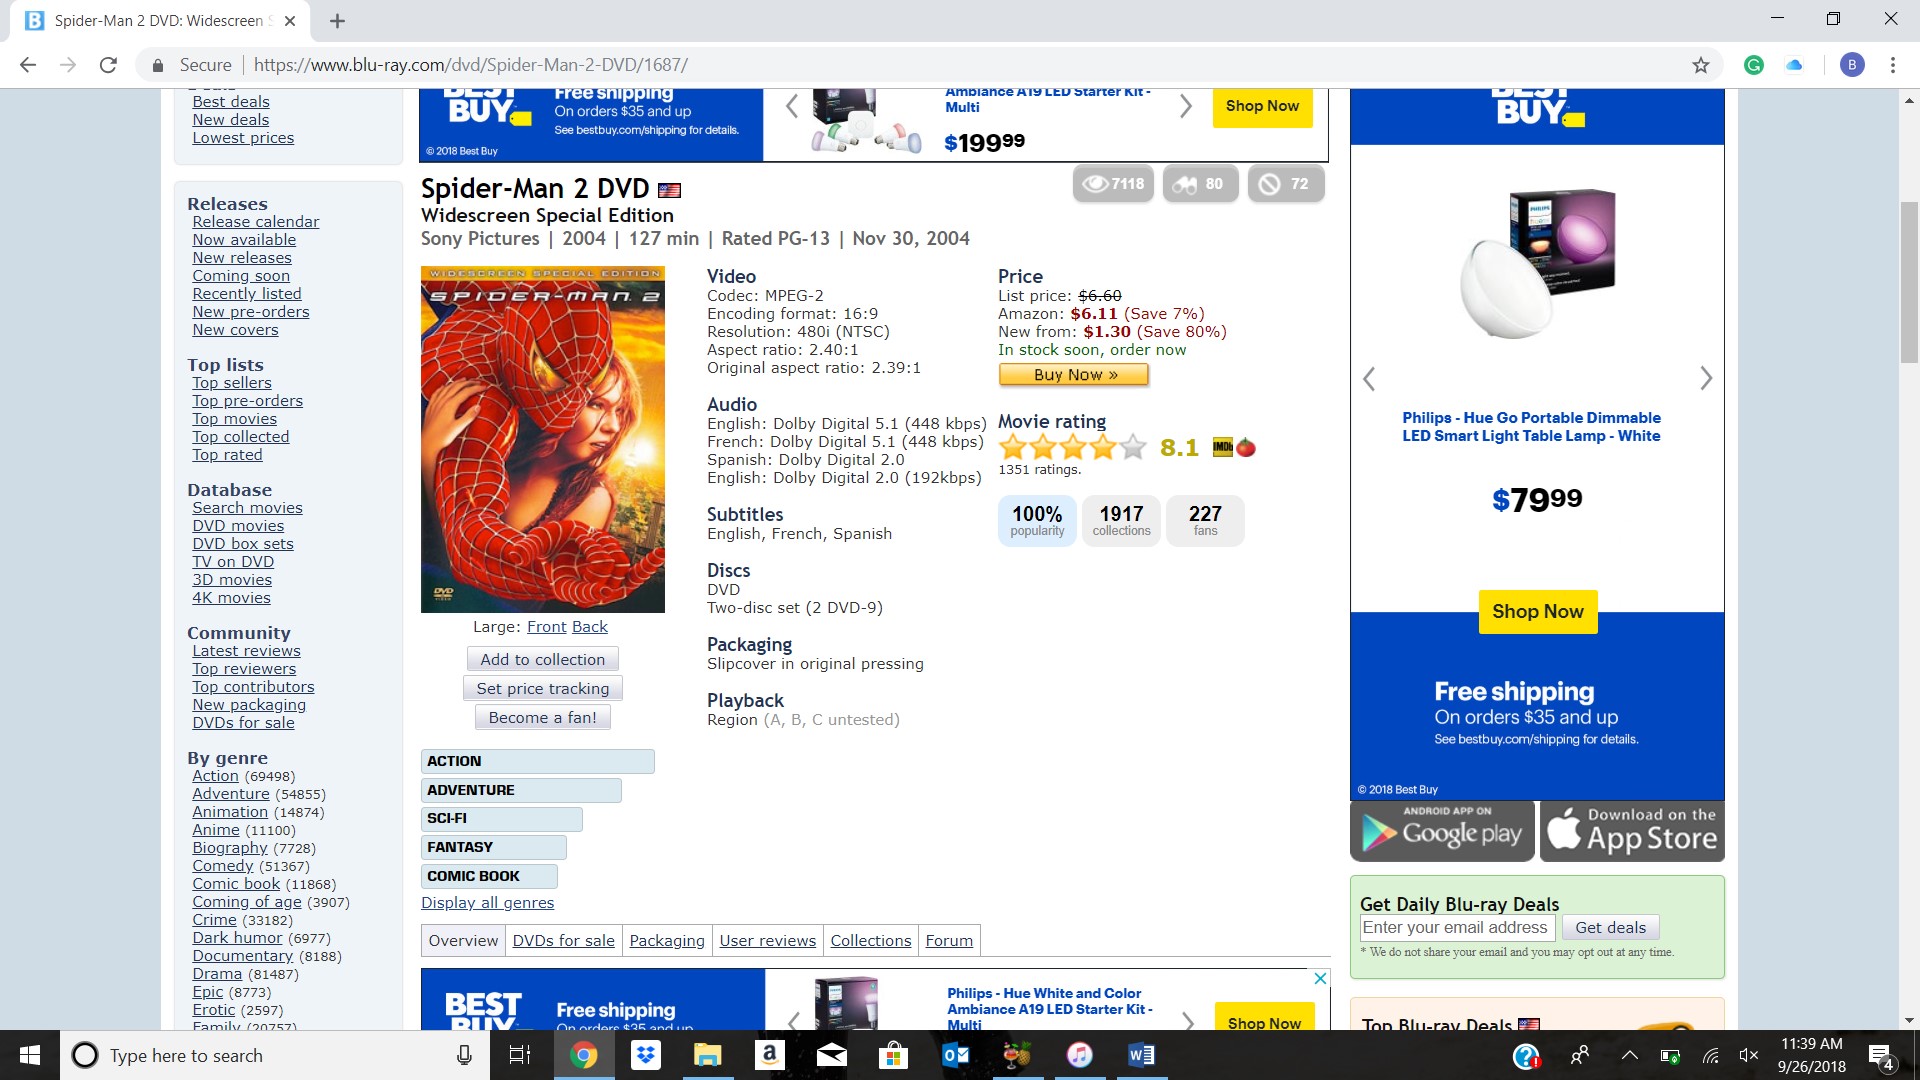 Spider-Man 2 DVD: Widescreen S
Secure
https://www.blu-ray.com/dvd/Spider-Man-2-DVD/1687/
B
Best deals
New deals
Lowest prices
Releases
Release calendar
Now available
New releases
Coming soon
Recently listed
New pre-orders
New covers
Top lists
Top sellers
Top pre-orders
Top movies
Top collected
Top rated
Database
Search movies
DVD movies
DVD box sets
TV on DVD
3D movies
4K movies
Community
Latest reviews
Top reviewers
Top contributors
New packaging
DVDs for sale
By genre
Action (69498)
Adventure (54855)
Animation (14874)
Anime (11100)
Biography (7728)
Comedy (51367)
Comic book (11868)
Coming of age (3907)
Crime (33182)
Dark humor (6977)
Documentary (8188)
Drama (81487)
Epic (8773)
Erotic (2597)
Family (20757)
BEST
BUY
© 2018 Best Buy
Free shipping
On orders $35 and up
See bestbuy.com/shipping for details.
Ambiance A19 LED Starter Kit -
Multi
$199.99
Shop Now
Spider-Man 2 DVD
7118
80
72
Widescreen Special Edition
Sony Pictures | 2004 | 127 min | Rated PG-13 | Nov 30, 2004
WIDESCREEN SPECIAL EDITION
SPIDER-MAN 2
DVD
VIDEO
Large: Front Back
Add to collection
Set price tracking
Become a fan!
Video
Codec: MPEG-2
Encoding format: 16:9
Resolution: 480i (NTSC)
Aspect ratio: 2.40:1
Original aspect ratio: 2.39:1
Audio
English: Dolby Digital 5.1 (448 kbps)
French: Dolby Digital 5.1 (448 kbps)
Spanish: Dolby Digital 2.0
English: Dolby Digital 2.0 (192kbps)
Subtitles
English, French, Spanish
Discs
DVD
Two-disc set (2 DVD-9)
Packaging
Slipcover in original pressing
Playback
Region (A, B, C untested)
Price
List price: $6.60
Amazon: $6.11 (Save 7%)
New from: $1.30 (Save 80%)
In stock soon, order now
Buy Now »
Movie rating
8.1
IMDb
1351 ratings.
100%
popularity
1917
collections
227
fans
ACTION
ADVENTURE
SCI-FI
FANTASY
COMIC BOOK
Display all genres
Overview
DVDs for sale
Packaging
User reviews
Collections
Forum
BEST
BUY
Free shipping
On orders $35 and up
Philips - Hue White and Color
Ambiance A19 LED Starter Kit -
Multi
Shop Now
BEST
BUY
PHILIPS
Philips - Hue Go Portable Dimmable
LED Smart Light Table Lamp - White
$79.99
Shop Now
Free shipping
On orders $35 and up
See bestbuy.com/shipping for details.
© 2018 Best Buy
ANDROID APP ON
Google play
Download on the
App Store
Get Daily Blu-ray Deals
Enter your email address
Get deals
* We do not share your email and you may opt out at any time.
Top Blu-ray Deals
Type here to search
11:39 AM
9/26/2018
4